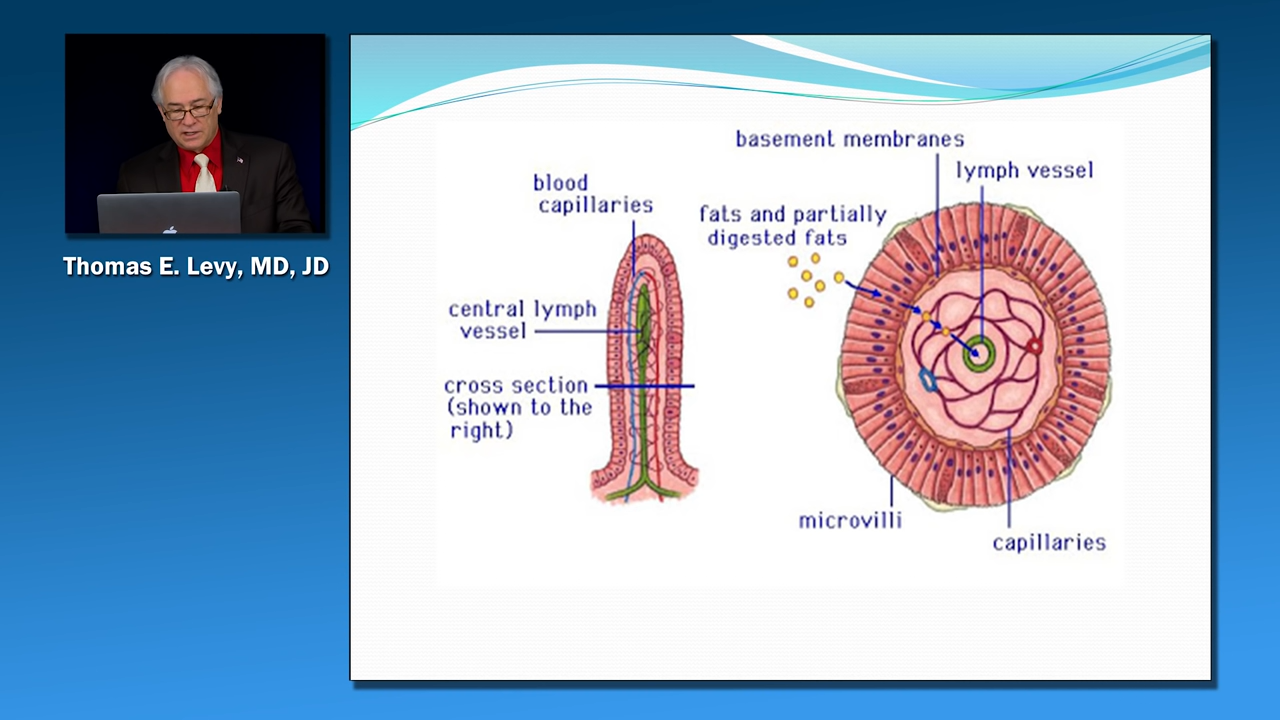 Thomas E. Levy, MD, JD
basement membranes
lymph vessel
blood
capillaries
fats and partially
digested fats
central lymph
vessel
cross section
(shown to the
right)
microvilli
capillaries